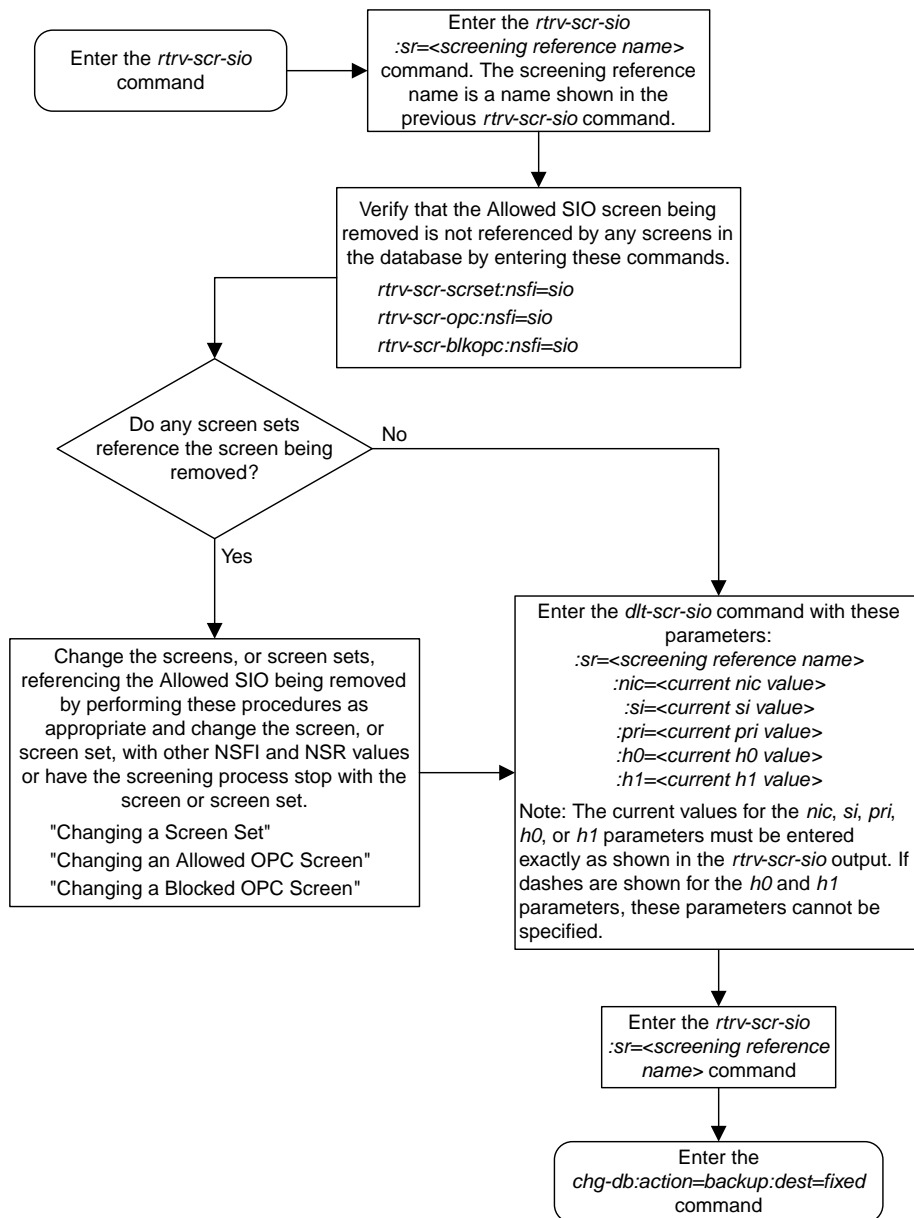 Enter the rtrv-scr-sio
command
Enter the rtrv-scr-sio
:sr=<screening reference name>
command. The screening reference
name is a name shown in the
previous rtrv-scr-sio command.
Verify that the Allowed SIO screen being
removed is not referenced by any screens in
the database by entering these commands.
rtrv-scr-scrset:nsfi=sio
rtrv-scr-opc:nsfi=sio
rtrv-scr-blkopc:nsfi=sio
Do any screen sets
reference the screen being
removed?
No
Yes
Change the screens, or screen sets,
referencing the Allowed SIO being removed
by performing these procedures as
appropriate and change the screen, or
screen set, with other NSFI and NSR values
or have the screening process stop with the
screen or screen set.
"Changing a Screen Set"
"Changing an Allowed OPC Screen"
"Changing a Blocked OPC Screen"
Enter the dlt-scr-sio command with these
parameters:
:sr=<screening reference name>
:nic=<current nic value>
:si=<current si value>
:pri=<current pri value>
:h0=<current h0 value>
:h1=<current h1 value>
Note: The current values for the nic, si, pri,
h0, or h1 parameters must be entered
exactly as shown in the rtrv-scr-sio output. If
dashes are shown for the h0 and h1
parameters, these parameters cannot be
specified.
Enter the rtrv-scr-sio
:sr=<screening reference
name> command
Enter the
chg-db:action=backup:dest=fixed
command